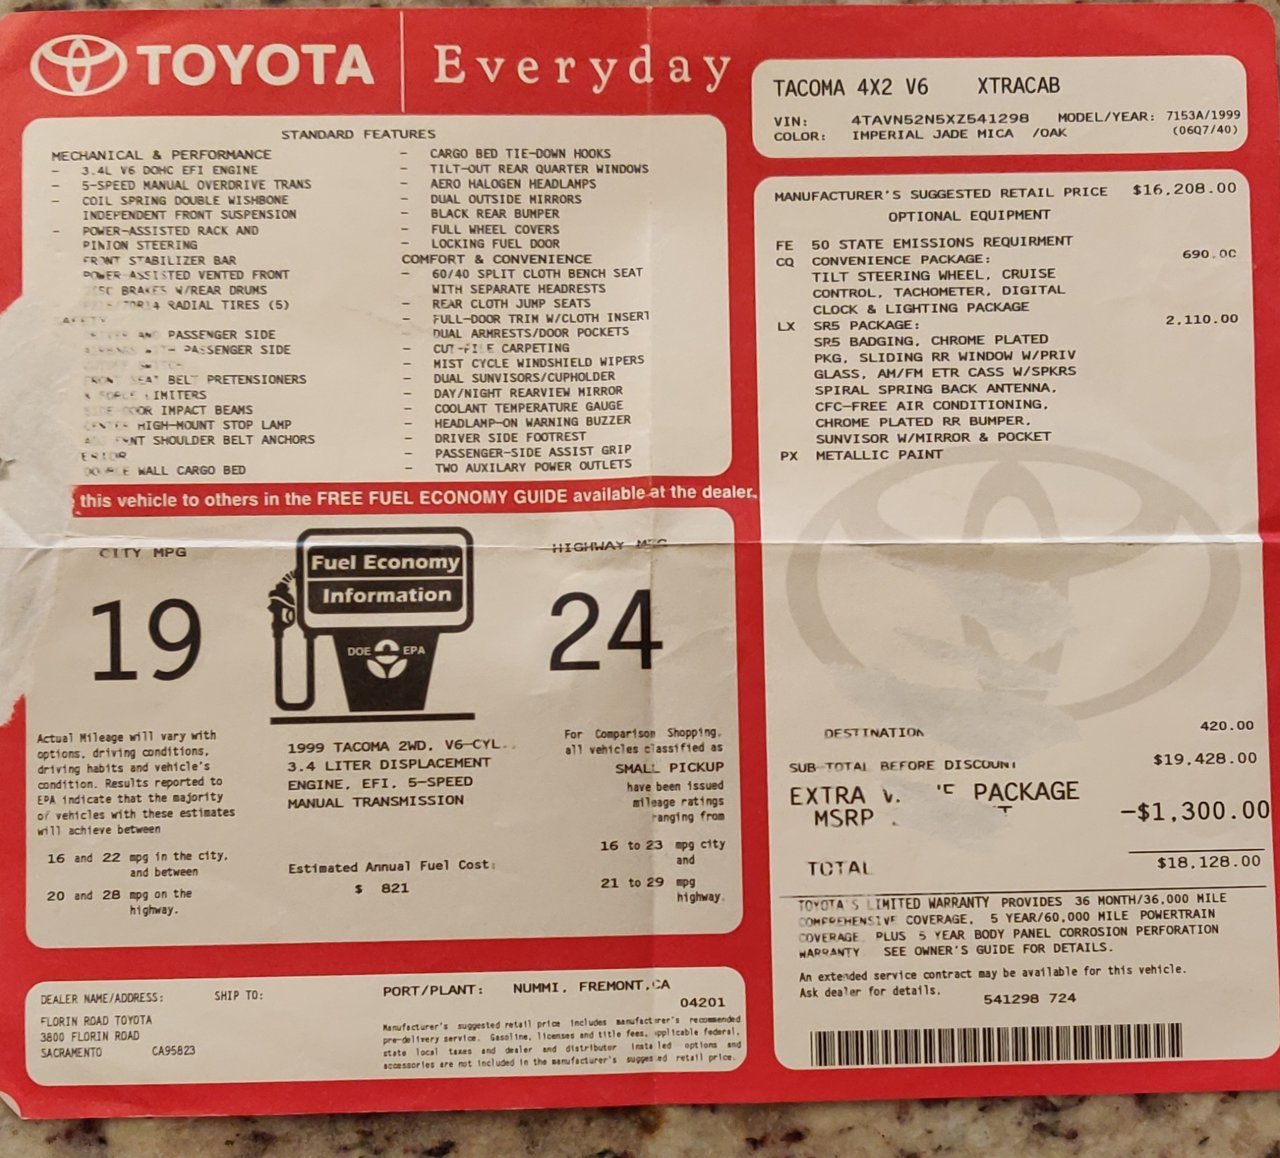 TOYOTA
Everyday
TACOMA 4X2 V6 XTRACAB
VIN: 4TAVN52N5XZ541298 MODEL/YEAR: 7153A/1999
COLOR: IMPERIAL JADE MICA /OAK (06Q7/40)
STANDARD FEATURES
MECHANICAL & PERFORMANCE
- 3.4L V6 DOHC EFI ENGINE
- 5-SPEED MANUAL OVERDRIVE TRANS
- COIL SPRING DOUBLE WISHBONE
INDEPENDENT FRONT SUSPENSION
- POWER-ASSISTED RACK AND
PINION STEERING
FRONT STABILIZER BAR
POWER-ASSISTED VENTED FRONT
BRAKES W/REAR DRUMS
RADIAL TIRES (5)
AND PASSENGER SIDE
PASSENGER SIDE
BELT PRETENSIONERS
LIMITERS
IMPACT BEAMS
HIGH-MOUNT STOP LAMP
SHOULDER BELT ANCHORS
WALL CARGO BED
- CARGO BED TIE-DOWN HOOKS
- TILT-OUT REAR QUARTER WINDOWS
- AERO HALOGEN HEADLAMPS
- DUAL OUTSIDE MIRRORS
- BLACK REAR BUMPER
- FULL WHEEL COVERS
- LOCKING FUEL DOOR
COMFORT & CONVENIENCE
- 60/40 SPLIT CLOTH BENCH SEAT
WITH SEPARATE HEADRESTS
- REAR CLOTH JUMP SEATS
- FULL-DOOR TRIM W/CLOTH INSERT
- DUAL ARMRESTS/DOOR POCKETS
- CUT-PILE CARPETING
- MIST CYCLE WINDSHIELD WIPERS
- DUAL SUNVISORS/CUPHOLDER
- DAY/NIGHT REARVIEW MIRROR
- COOLANT TEMPERATURE GAUGE
- HEADLAMP-ON WARNING BUZZER
- DRIVER SIDE FOOTREST
- PASSENGER-SIDE ASSIST GRIP
- TWO AUXILARY POWER OUTLETS
this vehicle to others in the FREE FUEL ECONOMY GUIDE available at the dealer.
CITY MPG
19
Fuel Economy
Information
DOE EPA
HIGHWAY MPG
24
Actual Mileage will vary with
options, driving conditions,
driving habits and vehicle's
condition. Results reported to
EPA indicate that the majority
of vehicles with these estimates
will achieve between
16 and 22 mpg in the city,
and between
20 and 28 mpg on the
highway.
1999 TACOMA 2WD, V6-CYL.
3.4 LITER DISPLACEMENT
ENGINE, EFI, 5-SPEED
MANUAL TRANSMISSION
Estimated Annual Fuel Cost:
$ 821
For Comparison Shopping,
all vehicles classified as
SMALL PICKUP
have been issued
mileage ratings
ranging from
16 to 23 mpg city
and
21 to 29 mpg
highway.
MANUFACTURER'S SUGGESTED RETAIL PRICE $16,208.00
OPTIONAL EQUIPMENT
FE 50 STATE EMISSIONS REQUIRMENT
CQ CONVENIENCE PACKAGE: 690.00
TILT STEERING WHEEL, CRUISE
CONTROL, TACHOMETER, DIGITAL
CLOCK & LIGHTING PACKAGE
LX SR5 PACKAGE: 2,110.00
SR5 BADGING, CHROME PLATED
PKG, SLIDING RR WINDOW W/PRIV
GLASS, AM/FM ETR CASS W/SPKRS
SPIRAL SPRING BACK ANTENNA,
CFC-FREE AIR CONDITIONING,
CHROME PLATED RR BUMPER,
SUNVISOR W/MIRROR & POCKET
PX METALLIC PAINT
DESTINATION 420.00
SUB-TOTAL BEFORE DISCOUNT $19,428.00
EXTRA PACKAGE
MSRP -$1,300.00
TOTAL $18,128.00
TOYOTA'S LIMITED WARRANTY PROVIDES 36 MONTH/36,000 MILE
COMPREHENSIVE COVERAGE, 5 YEAR/60,000 MILE POWERTRAIN
COVERAGE PLUS 5 YEAR BODY PANEL CORROSION PERFORATION
WARRANTY SEE OWNER'S GUIDE FOR DETAILS.
An extended service contract may be available for this vehicle.
Ask dealer for details.
541298 724
DEALER NAME/ADDRESS: SHIP TO:
FLORIN ROAD TOYOTA
3800 FLORIN ROAD
SACRAMENTO CA95823
PORT/PLANT: NUMMI, FREMONT,CA
04201
Manufacturer's suggested retail price includes manufacturer's recommended
pre-delivery service. Gasoline, licenses and title fees, applicable federal,
state local taxes and dealer and distributor installed options and
accessories are not included in the manufacturer's suggested retail price.